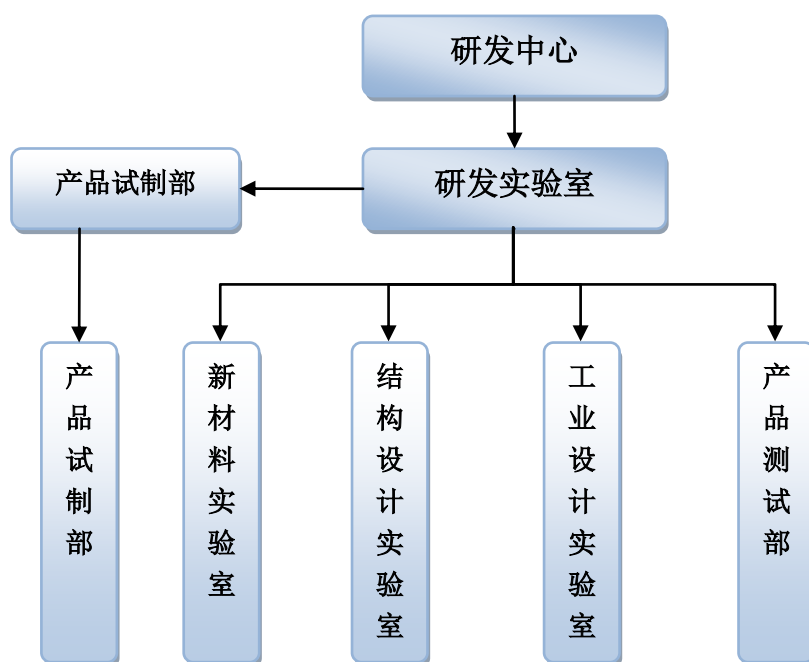 研发中心
产品试制部
研发实验室
产品试制部
新材料实验室
结构设计实验室
工业设计实验室
产品测试部